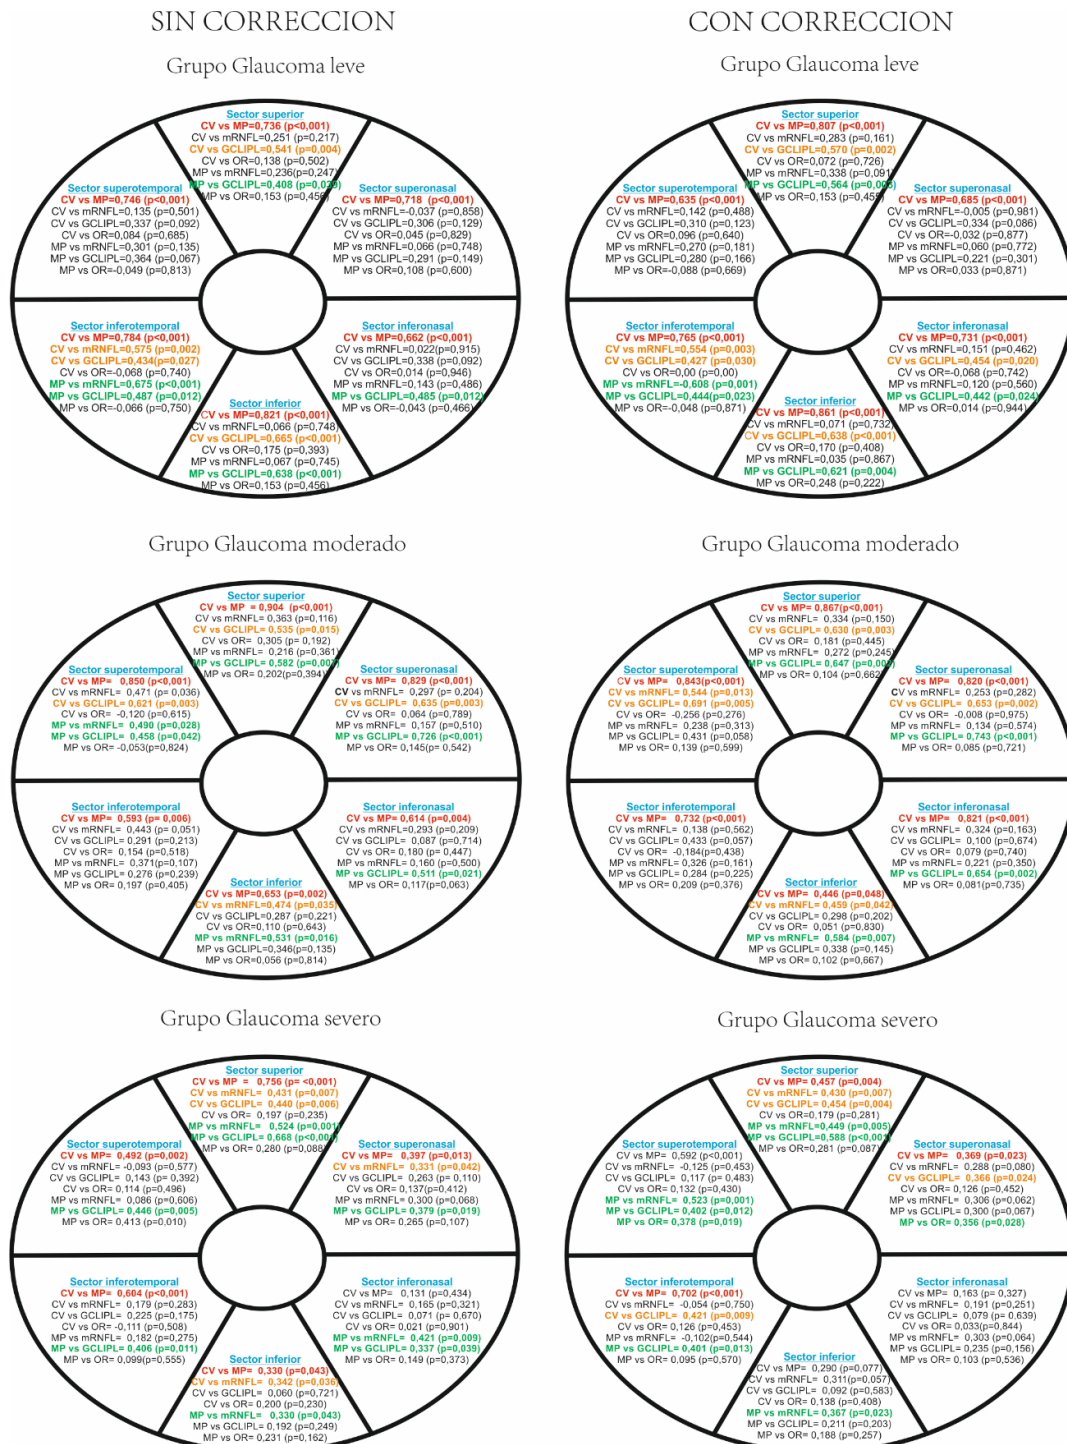 SIN CORRECCION
CON CORRECCION
Grupo Glaucoma leve
Sector superior
CV vs MP=0,736 (p<0,001)
CV vs mRNFL=0,251 (p=0,217)
CV vs GCLIPL=0,541 (p=0,004)
CV vs OR=0,138 (p=0,502)
MP vs mRNFL=0,236(p=0,247)
MP vs GCLIPL=0,408 (p=0,039)
MP vs OR=0,153 (p=0,456)
Sector superotemporal
CV vs MP=0,746 (p<0,001)
CV vs mRNFL=0,135 (p=0,501)
CV vs GCLIPL=0,337 (p=0,092)
CV vs OR=0,084 (p=0,685)
MP vs mRNFL=0,301 (p=0,135)
MP vs GCLIPL=0,364 (p=0,067)
MP vs OR=-0,049 (p=0,813)
Sector superonasal
CV vs MP=0,718 (p<0,001)
CV vs mRNFL=-0,037 (p=0,858)
CV vs GCLIPL=0,306 (p=0,129)
CV vs OR=0,045 (p=0,829)
MP vs mRNFL=0,066 (p=0,748)
MP vs GCLIPL=0,291 (p=0,149)
MP vs OR=0,108 (p=0,600)
Sector inferotemporal
CV vs MP=0,784 (p<0,001)
CV vs mRNFL=0,575 (p=0,002)
CV vs GCLIPL=0,434(p=0,027)
CV vs OR=-0,068 (p=0,740)
MP vs mRNFL=0,675 (p<0,001)
MP vs GCLIPL=0,487 (p=0,012)
MP vs OR=-0,066 (p=0,750)
Sector inferonasal
CV vs MP=0,662 (p<0,001)
CV vs mRNFL=0,022(p=0,915)
CV vs GCLIPL=0,338 (p=0,092)
CV vs OR=0,014 (p=0,946)
MP vs mRNFL=0,143 (p=0,486)
MP vs GCLIPL=0,485 (p=0,012)
MP vs OR=-0,043 (p=0,466)
Sector inferior
CV vs MP=0,821 (p<0,001)
CV vs mRNFL=0,066 (p=0,748)
CV vs GCLIPL=0,665 (p<0,001)
CV vs OR=0,175 (p=0,393)
MP vs mRNFL=0,067 (p=0,745)
MP vs GCLIPL=0,638 (p<0,001)
MP vs OR=0,153 (p=0,456)
Grupo Glaucoma leve
Sector superior
CV vs MP=0,807 (p<0,001)
CV vs mRNFL=0,283 (p=0,161)
CV vs GCLIPL=0,570 (p=0,002)
CV vs OR=0,072 (p=0,726)
MP vs mRNFL=0,338 (p=0,091)
MP vs GCLIPL=0,564 (p=0,003)
MP vs OR=0,153 (p=0,455)
Sector superotemporal
CV vs MP=0,635 (p<0,001)
CV vs mRNFL=0,142 (p=0,488)
CV vs GCLIPL=0,310 (p=0,123)
CV vs OR=0,096 (p=0,640)
MP vs mRNFL=0,270 (p=0,181)
MP vs GCLIPL=0,280 (p=0,166)
MP vs OR=-0,088 (p=0,669)
Sector superonasal
CV vs MP=0,685 (p<0,001)
CV vs mRNFL=-0,005 (p=0,981)
CV vs GCLIPL=0,334 (p=0,086)
CV vs OR=-0,032 (p=0,877)
MP vs mRNFL=0,060 (p=0,772)
MP vs GCLIPL=0,221 (p=0,301)
MP vs OR=0,033 (p=0,871)
Sector inferotemporal
CV vs MP=0,765 (p<0,001)
CV vs mRNFL=0,554 (p=0,003)
CV vs GCLIPL=0,427 (p=0,030)
CV vs OR=0,00 (p=0,00)
MP vs mRNFL=-0,608 (p=0,001)
MP vs GCLIPL=0,444(p=0,023)
MP vs OR=-0,048 (p=0,871)
Sector inferonasal
CV vs MP=0,731 (p<0,001)
CV vs mRNFL=0,151 (p=0,462)
CV vs GCLIPL=0,454 (p=0,020)
CV vs OR=-0,068 (p=0,742)
MP vs mRNFL=0,120 (p=0,560)
MP vs GCLIPL=0,442 (p=0,024)
MP vs OR=0,014 (p=0,944)
Sector inferior
CV vs MP=0,861 (p<0,001)
CV vs mRNFL=0,071 (p=0,732)
CV vs GCLIPL=0,638 (p<0,001)
CV vs OR=0,170 (p=0,408)
MP vs mRNFL=0,035 (p=0,867)
MP vs GCLIPL=0,621 (p=0,004)
MP vs OR=0,248 (p=0,222)
Grupo Glaucoma moderado
Sector superior
CV vs MP = 0,904 (p<0,001)
CV vs mRNFL= 0,363 (p=0,116)
CV vs GCLIPL= 0,535 (p=0,015)
CV vs OR= 0,305 (p= 0,192)
MP vs mRNFL= 0,216 (p=0,361)
MP vs GCLIPL= 0,582 (p=0,007)
MP vs OR= 0,202(p=0,394)
Sector superotemporal
CV vs MP= 0,850 (p<0,001)
CV vs mRNFL= 0,471 (p=0,036)
CV vs GCLIPL= 0,621 (p=0,003)
CV vs OR= -0,120 (p=0,615)
MP vs mRNFL= 0,490 (p=0,028)
MP vs GCLIPL= 0,458 (p=0,042)
MP vs OR= -0,053(p=0,824)
Sector superonasal
CV vs MP= 0,829 (p<0,001)
CV vs mRNFL= 0,297 (p= 0,204)
CV vs GCLIPL= 0,635 (p=0,003)
CV vs OR= 0,064 (p=0,789)
MP vs mRNFL= 0,157 (p=0,510)
MP vs GCLIPL= 0,726 (p<0,001)
MP vs OR= 0,145(p= 0,542)
Sector inferotemporal
CV vs MP= 0,593 (p= 0,006)
CV vs mRNFL= 0,443 (p= 0,051)
CV vs GCLIPL= 0,291 (p=0,213)
CV vs OR= 0,154 (p=0,518)
MP vs mRNFL= 0,371(p=0,107)
MP vs GCLIPL= 0,276 (p=0,239)
MP vs OR= 0,197 (p=0,405)
Sector inferonasal
CV vs MP= 0,614 (p=0,004)
CV vs mRNFL=0,293 (p=0,209)
CV vs GCLIPL= 0,087 (p=0,714)
CV vs OR= 0,180 (p= 0,447)
MP vs mRNFL= 0,160 (p=0,500)
MP vs GCLIPL= 0,511 (p=0,021)
MP vs OR= 0,117(p=0,063)
Sector inferior
CV vs MP=0,653 (p=0,002)
CV vs mRNFL=0,474 (p=0,035)
CV vs GCLIPL=0,287 (p=0,221)
CV vs OR=0,110 (p=0,643)
MP vs mRNFL=0,531 (p=0,016)
MP vs GCLIPL=0,346(p=0,135)
MP vs OR=0,056 (p=0,814)
Grupo Glaucoma moderado
Sector superior
CV vs MP= 0,867(p<0,001)
CV vs mRNFL= 0,334 (p=0,150)
CV vs GCLIPL= 0,630 (p=0,003)
CV vs OR= 0,181 (p=0,445)
MP vs mRNFL= 0,272 (p=0,245)
MP vs GCLIPL= 0,647
MP vs OR= 0,104 (p=0,662)
Sector superotemporal
CV vs MP= 0,843(p<0,001)
CV vs mRNFL= 0,544 (p=0,013)
CV vs GCLIPL= 0,691 (p=0,005)
CV vs OR= -0,256 (p=0,276)
MP vs mRNFL= -0,238 (p=0,313)
MP vs GCLIPL= 0,431 (p=0,058)
MP vs OR= 0,139 (p=0,599)
Sector superonasal
CV vs MP= 0,820 (p<0,001)
CV vs mRNFL= 0,253 (p=0,282)
CV vs GCLIPL= 0,653 (p=0,002)
CV vs OR= -0,008 (p=0,975)
MP vs mRNFL= 0,134 (p=0,574)
MP vs GCLIPL= 0,743 (p<0,001)
MP vs OR= 0,085 (p=0,721)
Sector inferotemporal
CV vs MP= 0,732 (p<0,001)
CV vs mRNFL= 0,138 (p=0,562)
CV vs GCLIPL= 0,433 (p=0,057)
CV vs OR= -0,184(p=0,438)
MP vs mRNFL= 0,326 (p=0,161)
MP vs GCLIPL= 0,284 (p=0,225)
MP vs OR= 0,209 (p=0,376)
Sector inferonasal
CV vs MP= 0,821 (p<0,001)
CV vs mRNFL= 0,324 (p=0,163)
CV vs GCLIPL= 0,100 (p=0,674)
CV vs OR= 0,079 (p=0,740)
MP vs mRNFL= 0,221 (p=0,350)
MP vs GCLIPL= 0,654 (p=0,002)
MP vs OR= 0,081(p=0,735)
Sector inferior
CV vs MP= 0,446 (p=0,048)
CV vs mRNFL= 0,459 (p=0,042)
CV vs GCLIPL= 0,298 (p=0,202)
CV vs OR= 0,051 (p=0,830)
MP vs mRNFL= 0,584 (p=0,007)
MP vs GCLIPL= 0,338 (p=0,145)
MP vs OR= 0,102 (p=0,667)
Grupo Glaucoma severo
Sector superior
CV vs MP = 0,756 (p= <0,001)
CV vs mRNFL= 0,431 (p=0,007)
CV vs GCLIPL= 0,440 (p=0,006)
CV vs OR= 0,197 (p=0,235)
MP vs mRNFL= 0,524 (p=0,001)
MP vs GCLIPL= 0,668 (p<0,001)
MP vs OR= 0,280 (p=0,088)
Sector superotemporal
CV vs MP= 0,492 (p=0,002)
CV vs mRNFL= -0,093 (p=0,577)
CV vs GCLIPL= 0,143 (p= 0,392)
CV vs OR= 0,114 (p=0,496)
MP vs mRNFL= 0,086 (p=0,606)
MP vs GCLIPL= 0,446 (p=0,005)
MP vs OR= 0,413 (p=0,010)
Sector superonasal
CV vs MP= 0,397 (p=0,013)
CV vs mRNFL= 0,331 (p=0,042)
CV vs GCLIPL= 0,263 (p= 0,110)
CV vs OR= 0,137(p=0,412)
MP vs mRNFL= 0,300 (p=0,068)
MP vs GCLIPL= 0,379 (p=0,019)
MP vs OR= 0,265 (p=0,107)
Sector inferotemporal
CV vs MP= 0,604 (p<0,001)
CV vs mRNFL= 0,179 (p=0,283)
CV vs GCLIPL= 0,225 (p=0,175)
CV vs OR= -0,111 (p=0,508)
MP vs mRNFL= 0,182 (p=0,275)
MP vs GCLIPL= 0,406 (p=0,011)
MP vs OR= 0,099(p=0,555)
Sector inferonasal
CV vs MP= 0,131 (p=0,434)
CV vs mRNFL= 0,165 (p=0,321)
CV vs GCLIPL= 0,071 (p= 0,670)
CV vs OR= 0,021 (p=0,901)
MP vs mRNFL= 0,421 (p=0,009)
MP vs GCLIPL= 0,337 (p=0,039)
MP vs OR= 0,149 (p=0,373)
Sector inferior
CV vs MP= 0,330 (p=0,043)
CV vs mRNFL= 0,342 (p=0,036)
CV vs GCLIPL= 0,060 (p=0,721)
CV vs OR= 0,200 (p=0,230)
MP vs mRNFL= 0,330 (p=0,043)
MP vs GCLIPL= 0,192 (p=0,249)
MP vs OR= 0,231 (p=0,162)
Grupo Glaucoma severo
Sector superior
CV vs MP= 0,457 (p=0,004)
CV vs mRNFL= 0,430 (p=0,007)
CV vs GCLIPL= 0,454 (p=0,004)
CV vs OR= 0,179 (p=0,281)
MP vs mRNFL=0,449 (p=0,005)
MP vs GCLIPL=0,588 (p<0,001)
MP vs OR=0,281 (p=0,087)
Sector superotemporal
CV vs MP= 0,592 (p<0,001)
CV vs mRNFL= -0,125 (p=0,453)
CV vs GCLIPL= 0,117 (p=0,483)
CV vs OR= 0,132 (p=0,430)
MP vs mRNFL= 0,523 (p=0,001)
MP vs GCLIPL= 0,402 (p=0,012)
MP vs OR= 0,378 (p=0,019)
Sector superonasal
CV vs MP= 0,369 (p=0,023)
CV vs mRNFL= 0,288 (p=0,080)
CV vs GCLIPL= 0,366 (p=0,024)
CV vs OR= 0,126 (p=0,452)
MP vs mRNFL= 0,306 (p=0,062)
MP vs GCLIPL= 0,300 (p=0,067)
MP vs OR= 0,356 (p=0,028)
Sector inferotemporal
CV vs MP= 0,702 (p<0,001)
CV vs mRNFL= -0,054 (p=0,750)
CV vs GCLIPL= 0,421 (p=0,009)
CV vs OR= 0,126 (p=0,453)
MP vs mRNFL= -0,102(p=0,544)
MP vs GCLIPL= 0,401 (p=0,013)
MP vs OR= 0,095 (p=0,570)
Sector inferonasal
CV vs MP= 0,163 (p= 0,327)
CV vs mRNFL= 0,191 (p=0,251)
CV vs GCLIPL= 0,079 (p= 0,639)
CV vs OR= 0,033(p=0,844)
MP vs mRNFL= 0,303 (p=0,064)
MP vs GCLIPL= 0,235 (p=0,156)
MP vs OR= 0,103 (p=0,536)
Sector inferior
CV vs MP= 0,290 (p=0,077)
CV vs mRNFL= 0,311(p=0,057)
CV vs GCLIPL= 0,092 (p=0,583)
CV vs OR= 0,138 (p=0,408)
MP vs mRNFL= 0,367 (p=0,023)
MP vs GCLIPL= 0,211 (p=0,203)
MP vs OR= 0,188 (p=0,257)